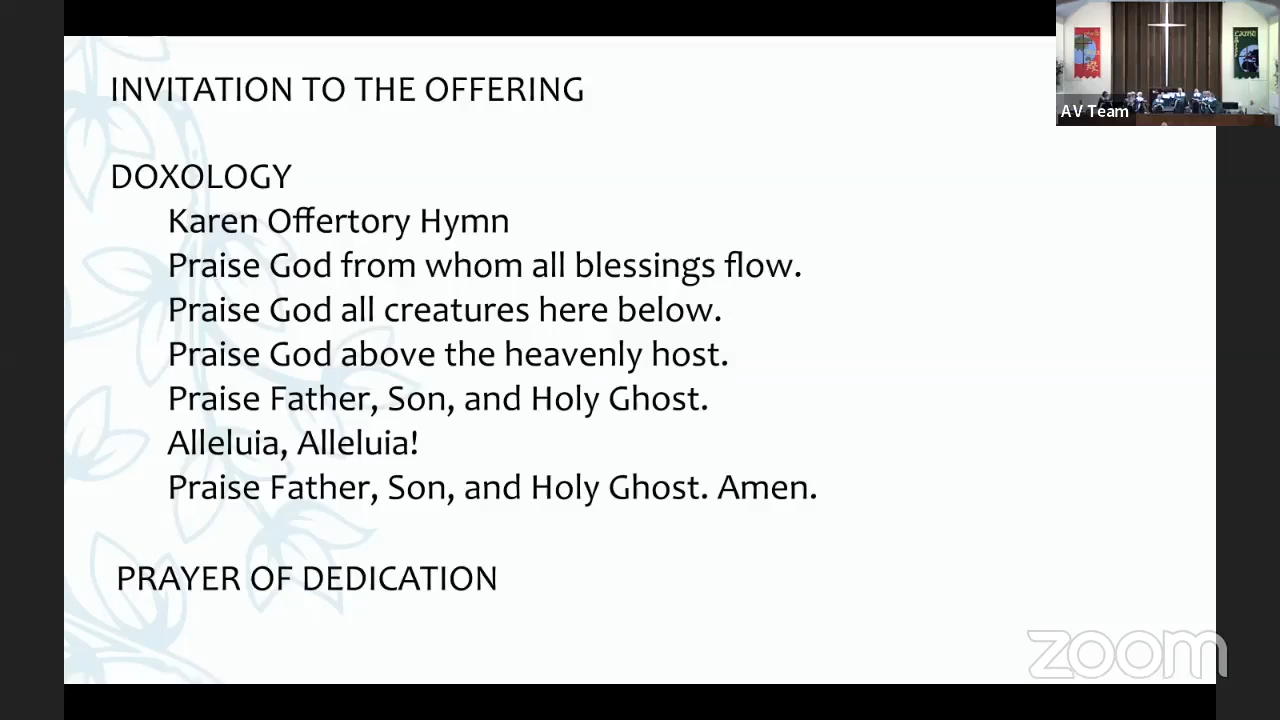 INVITATION TO THE OFFERING
DOXOLOGY
Karen Offertory Hymn
Praise God from whom all blessings flow.
Praise God all creatures here below.
Praise God above the heavenly host.
Praise Father, Son, and Holy Ghost.
Alleluia, Alleluia!
Praise Father, Son, and Holy Ghost. Amen.
PRAYER OF DEDICATION
AV Team
zoom